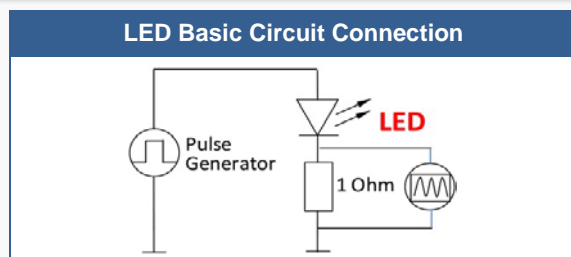 LED Basic Circuit Connection
LED
Pulse
Generator
1 Ohm